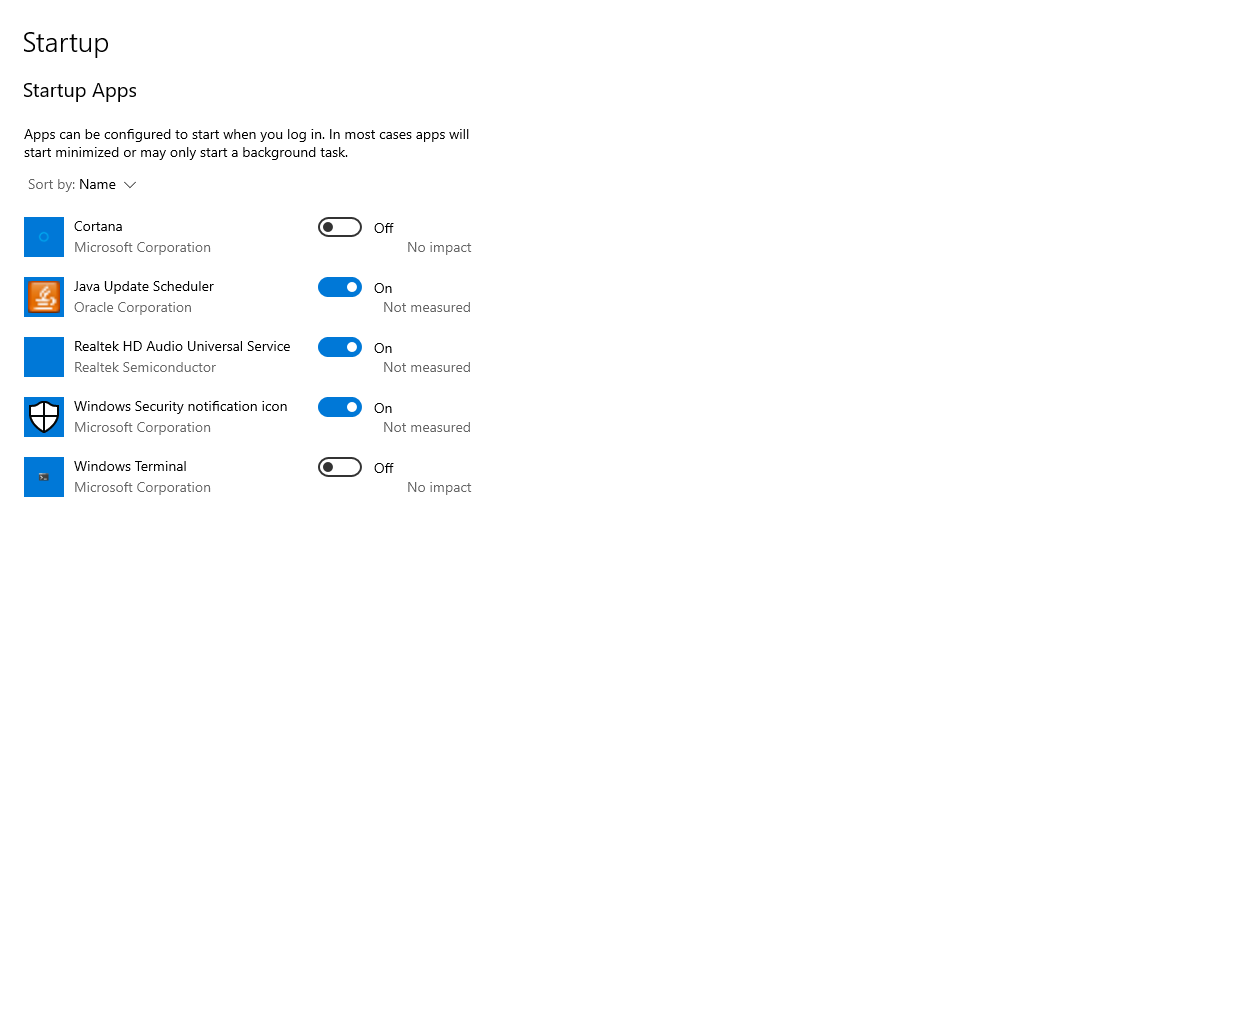 Startup
Startup Apps
Apps can be configured to start when you log in. In most cases apps will
start minimized or may only start a background task.
Sort by: Name
Cortana
Off
Microsoft Corporation
No impact
Java Update Scheduler
On
Oracle Corporation
Not measured
Realtek HD Audio Universal Service
On
Realtek Semiconductor
Not measured
Windows Security notification icon
On
Microsoft Corporation
Not measured
Windows Terminal
Off
Microsoft Corporation
No impact